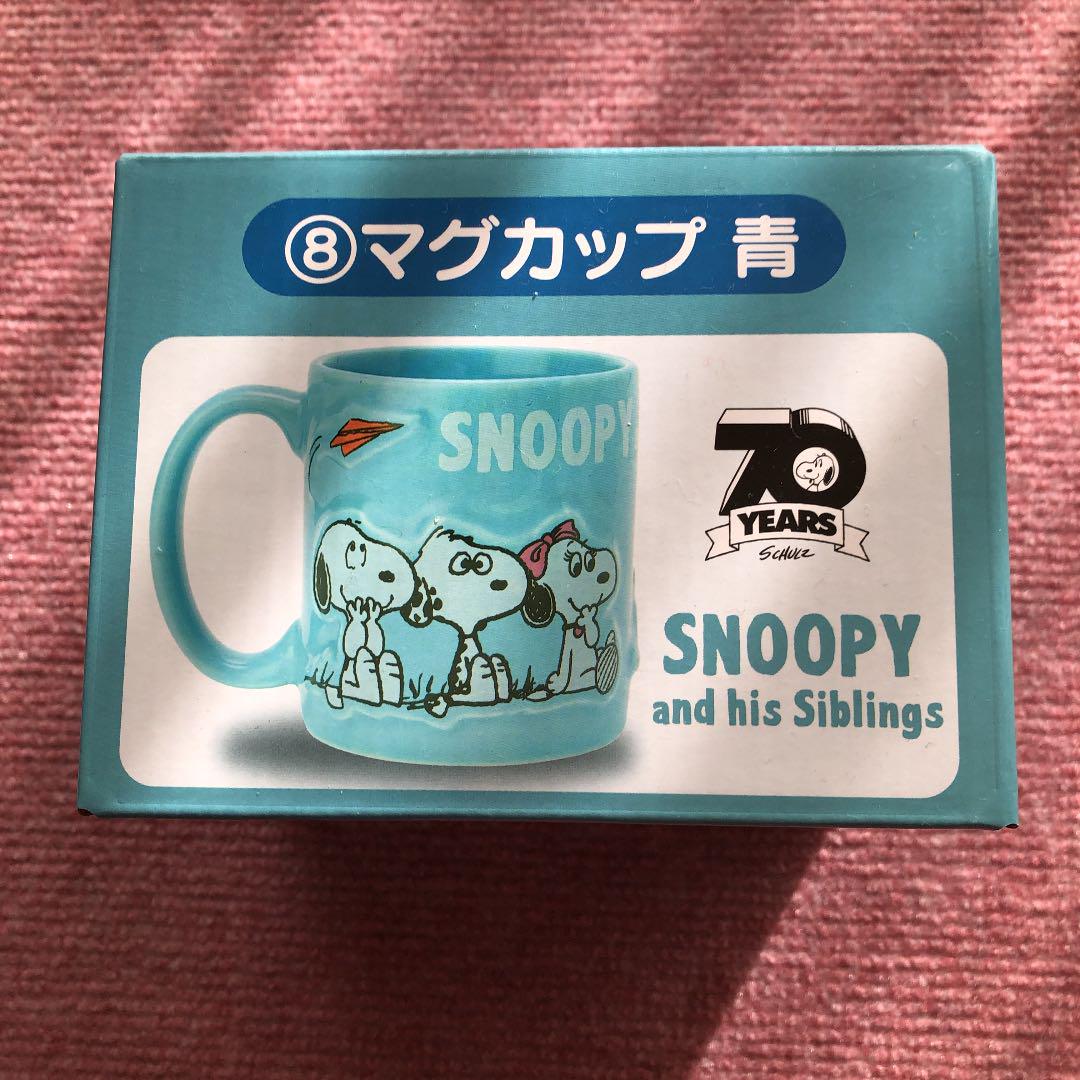 ⑧マグカップ 青
SNOOPY
70
YEARS
SCHULZ
SNOOPY
and his Siblings